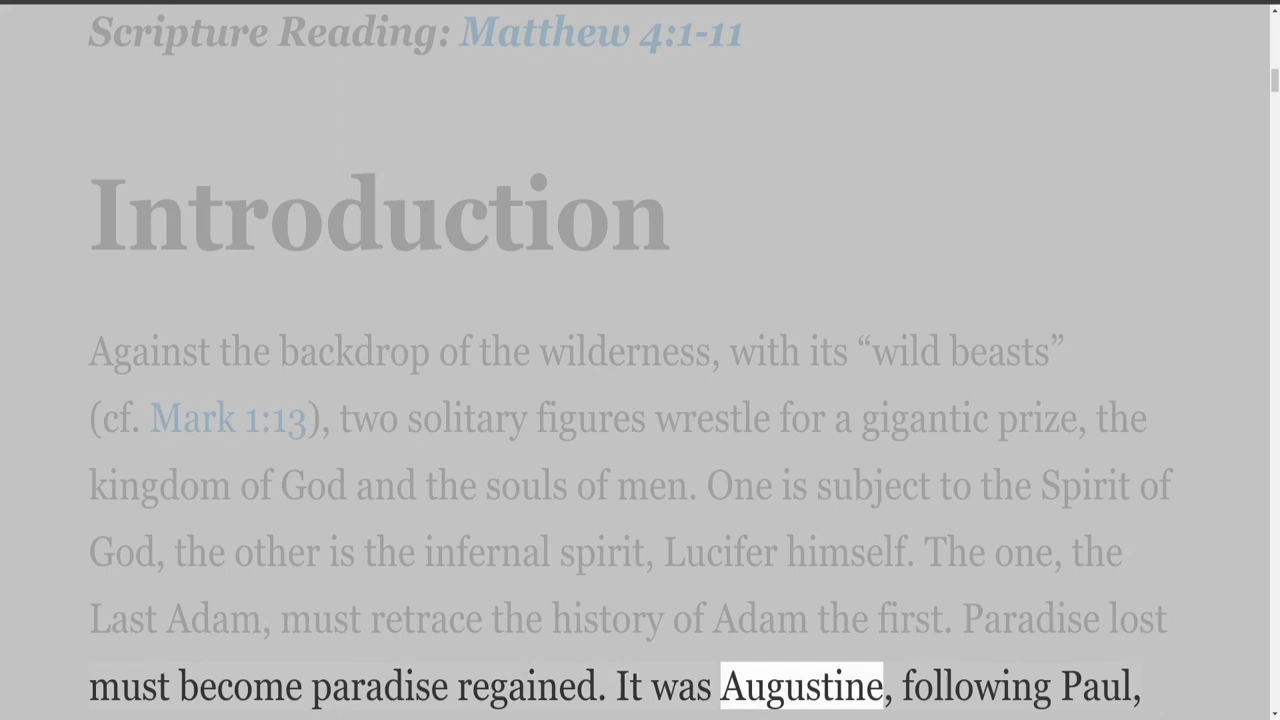 Scripture Reading: Matthew 4:1-11
Introduction
Against the backdrop of the wilderness, with its “wild beasts”
(cf. Mark 1:13), two solitary figures wrestle for a gigantic prize, the
kingdom of God and the souls of men. One is subject to the Spirit of
God, the other is the infernal spirit, Lucifer himself. The one, the
Last Adam, must retrace the history of Adam the first. Paradise lost
must become paradise regained. It was Augustine, following Paul,